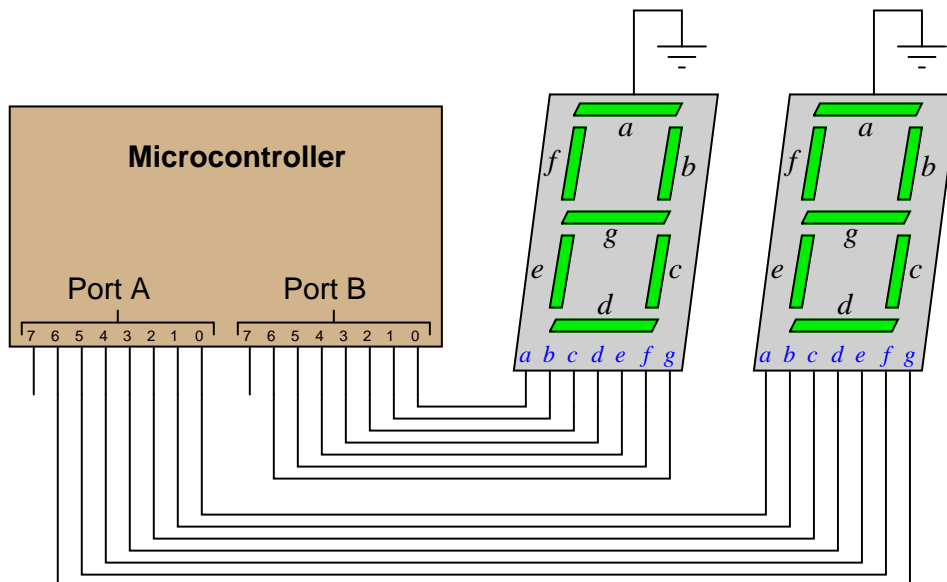 Microcontroller
Port A Port B
7 6 5 4 3 2 1 0 7 6 5 4 3 2 1 0
a
f b
g
e c
d
a b c d e f g
a
f b
g
e c
d
a b c d e f g